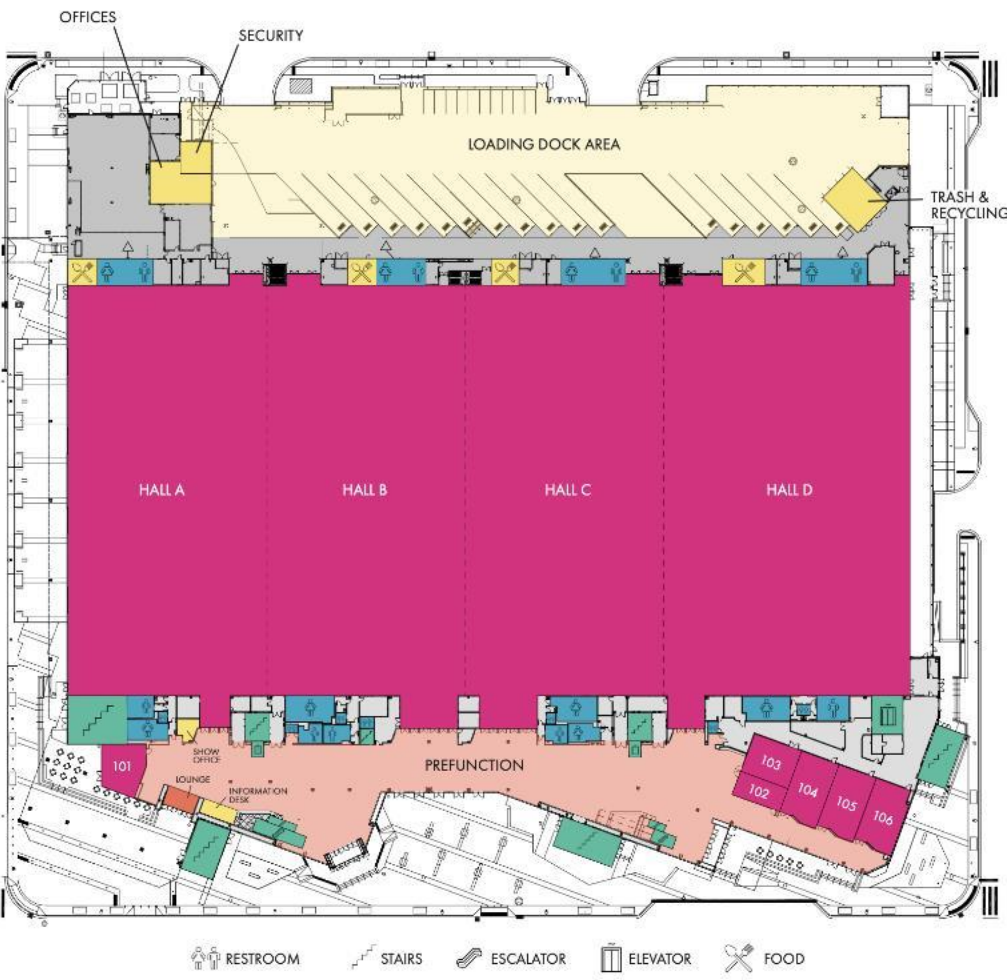 OFFICES
SECURITY
LOADING DOCK AREA
TRASH &
RECYCLING
HALL A
HALL B
HALL C
HALL D
SHOW
OFFICE
PREFUNCTION
101
LOUNGE
INFORMATION
DESK
103
102
104
105
106
RESTROOM
STAIRS
ESCALATOR
ELEVATOR
FOOD